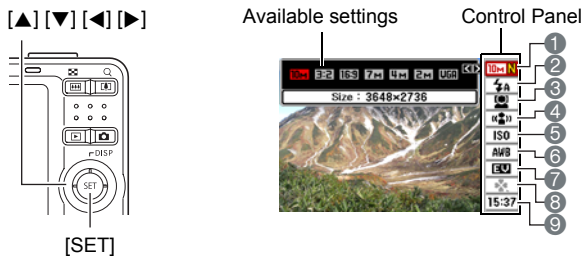 [▲] [▼] [◀] [▶]
DISP
SET
[SET]
Available settings
Control Panel
10M 3:2 16:9 7M 4M 2M VGA
Size : 3648×2736
10M N
A
ISO
AWB
EV
15:37
1
2
3
4
5
6
7
8
9